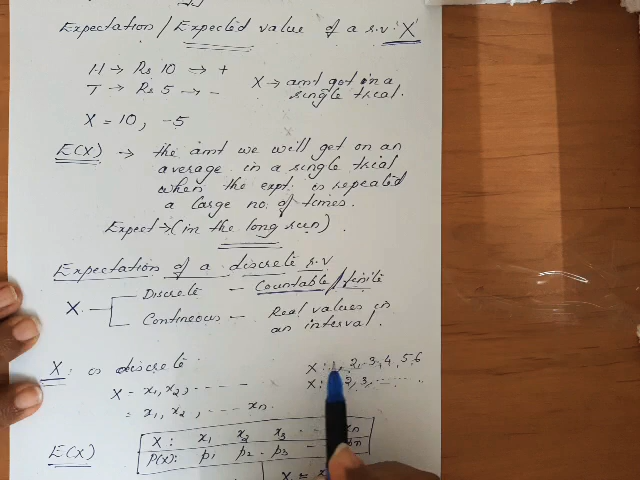 Expectation / Expected value of a r.v. 'X'
H → Rs 10 → +
T → Rs 5 → -
X → amt got in a
single trial.
X = 10, -5
E(X) → the amt we will get on an
average in a single trial
when the expt. is repeated
a large no. of times.
Expect → (in the long run).
Expectation of a discrete r.v
X. Discrete - Countable / finite
Continuous - Real values in
an interval.
X: is discrete
X: 1, 2, 3, 4, 5, 6
X - x1, x2, ------
X: 2, 3, ------
= x1, x2, ---- xn.
E(X)
X: x1 x2 x3 -- xn
P(x): p1 p2 p3 -